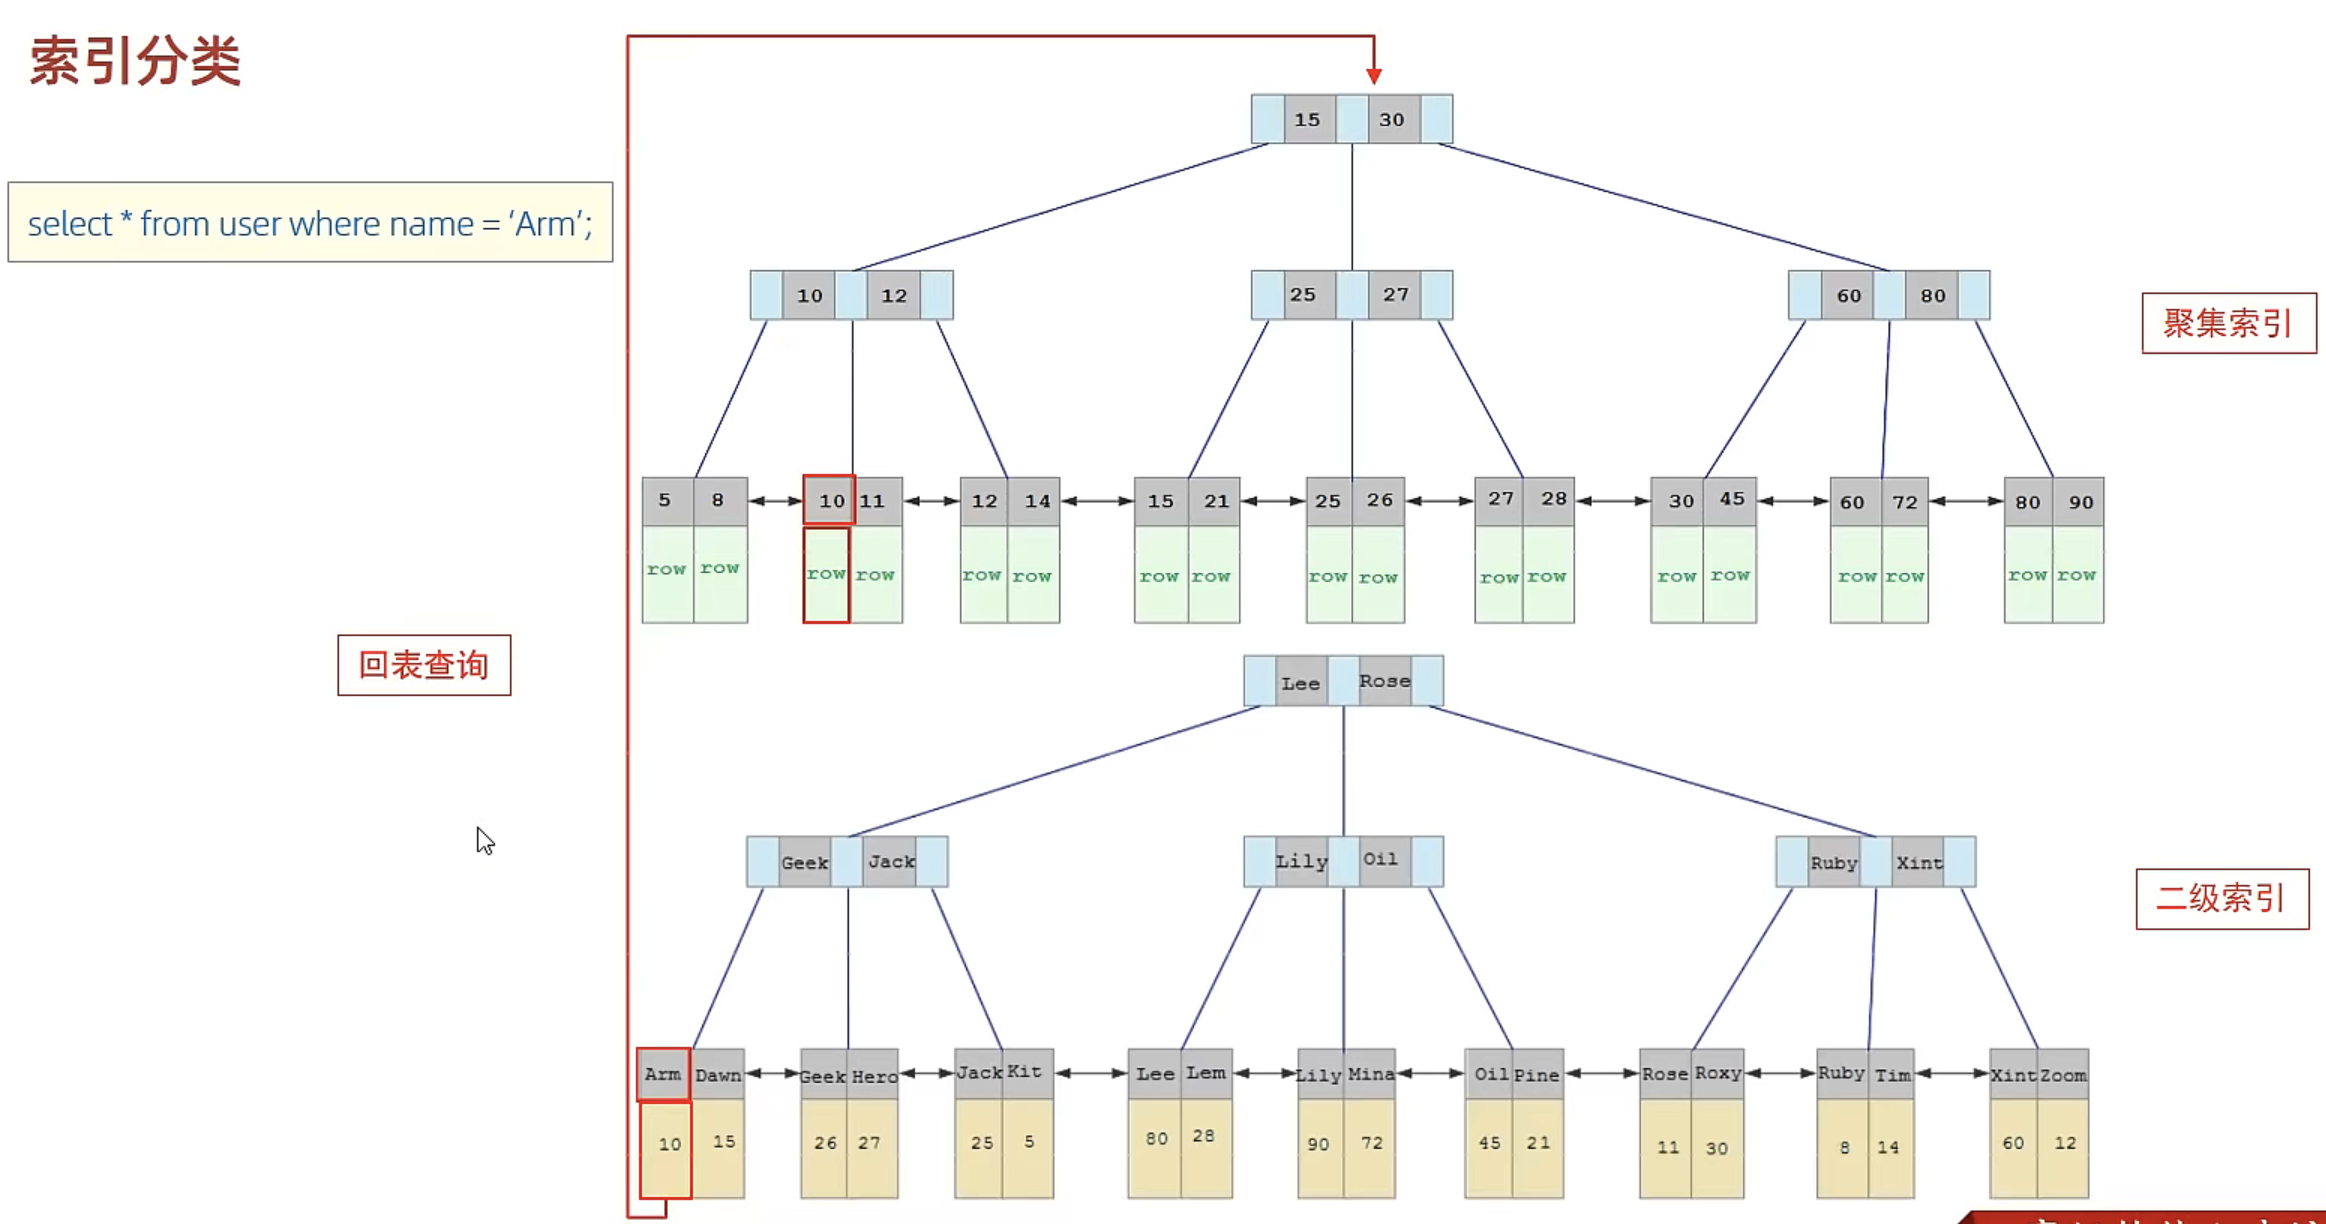 索引分类
select * from user where name = ‘Arm’;
15 30
10 12
25 27
60 80
聚集索引
5 8 10 11 12 14 15 21 25 26 27 28 30 45 60 72 80 90
row row row row row row row row row row row row row row row row row row
回表查询
Lee Rose
Geek Jack
Lily Oil
Ruby Xint
二级索引
Arm Dawn Geek Hero Jack Kit Lee Lem Lily Mina Oil Pine Rose Roxy Ruby Tim Xint Zoom
10 15 26 27 25 5 80 28 90 72 45 21 11 30 8 14 60 12